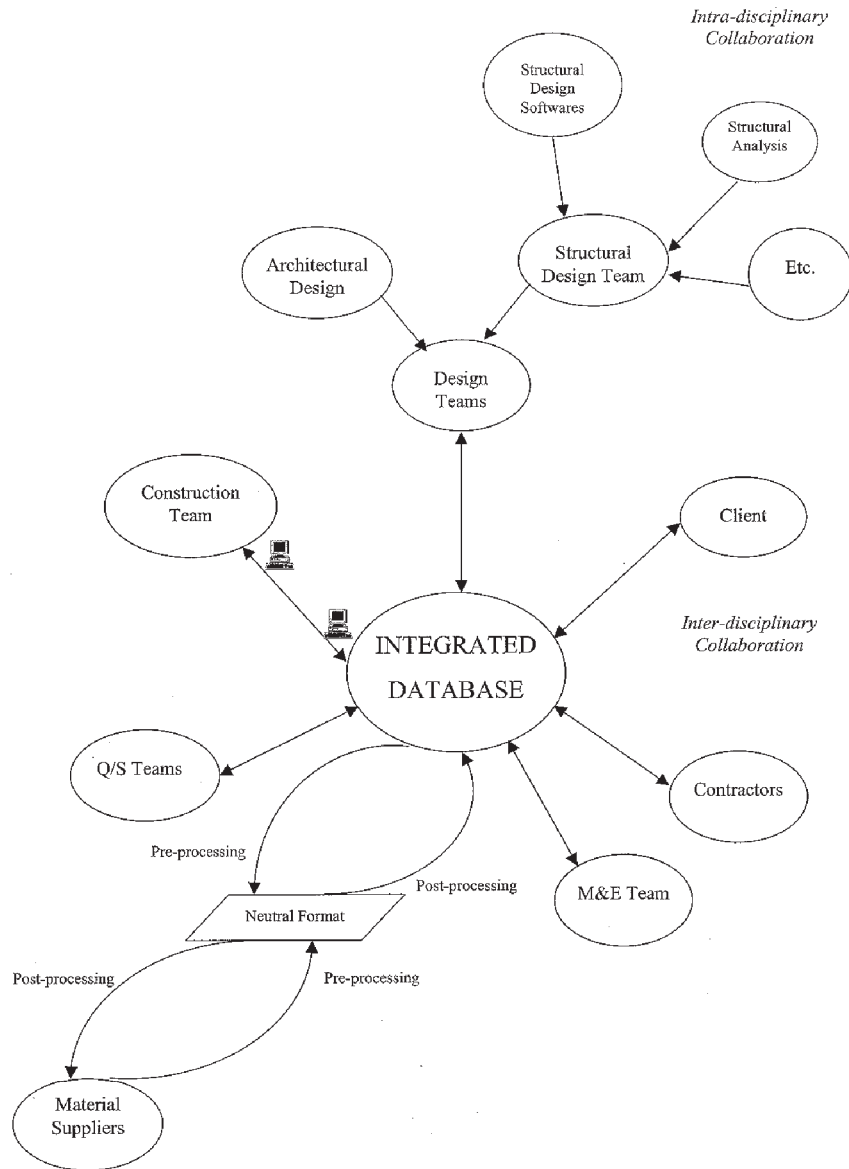 Intra-disciplinary
Collaboration
Structural
Design
Softwares
Structural
Analysis
Architectural
Design
Structural
Design Team
Etc.
Design
Teams
Construction
Team
Client
Inter-disciplinary
Collaboration
INTEGRATED
DATABASE
Q/S Teams
Contractors
Pre-processing
Post-processing
M&E Team
Neutral Format
Post-processing
Pre-processing
Material
Suppliers